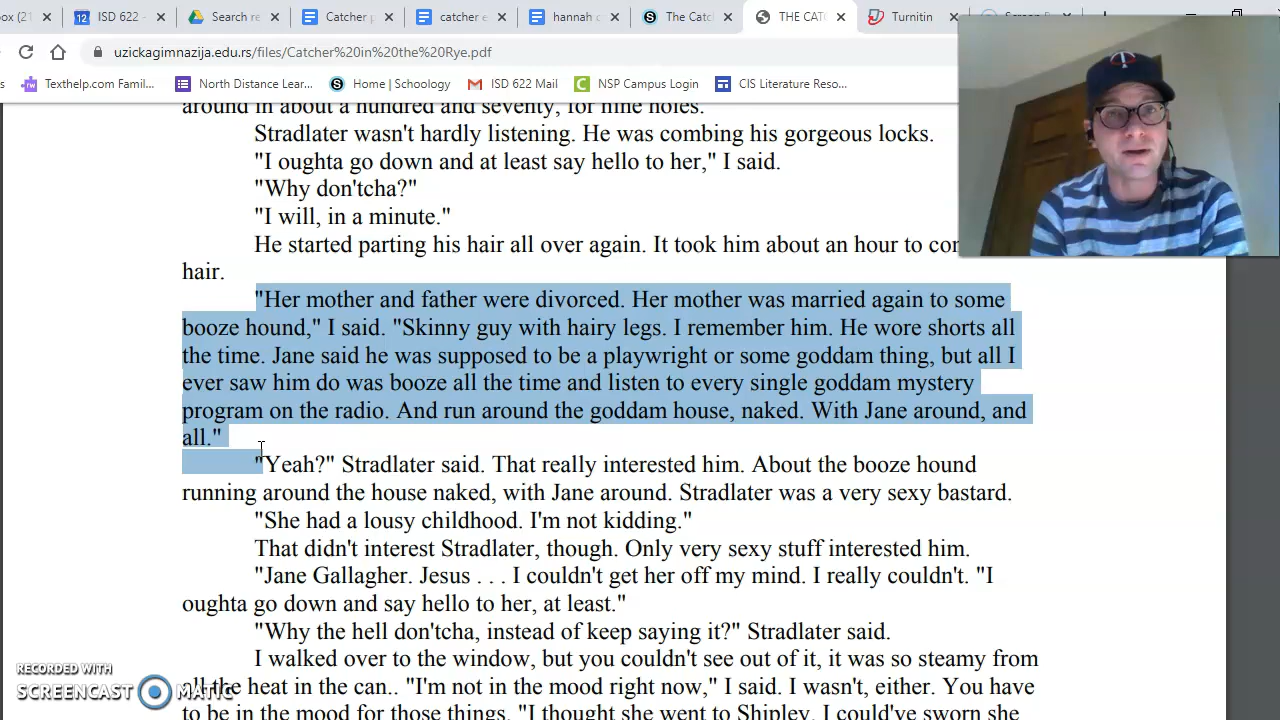 box (21
ISD 622 -
Search re
Catcher p
catcher e
hannah c
The Catc
THE CATC
Turnitin
uzickagimnazija.edu.rs/files/Catcher%20in%20the%20Rye.pdf
Texthelp.com Famil...
North Distance Lear...
Home | Schoology
ISD 622 Mail
NSP Campus Login
CIS Literature Reso...
around in about a hundred and seventy, for nine holes.
Stradlater wasn't hardly listening. He was combing his gorgeous locks.
"I oughta go down and at least say hello to her," I said.
"Why don'tcha?"
"I will, in a minute."
He started parting his hair all over again. It took him about an hour to
hair.
"Her mother and father were divorced. Her mother was married again to some
booze hound," I said. "Skinny guy with hairy legs. I remember him. He wore shorts all
the time. Jane said he was supposed to be a playwright or some goddam thing, but all I
ever saw him do was booze all the time and listen to every single goddam mystery
program on the radio. And run around the goddam house, naked. With Jane around, and
all."
"Yeah?" Stradlater said. That really interested him. About the booze hound
running around the house naked, with Jane around. Stradlater was a very sexy bastard.
"She had a lousy childhood. I'm not kidding."
That didn't interest Stradlater, though. Only very sexy stuff interested him.
"Jane Gallagher. Jesus . . . I couldn't get her off my mind. I really couldn't. "I
oughta go down and say hello to her, at least."
"Why the hell don'tcha, instead of keep saying it?" Stradlater said.
I walked over to the window, but you couldn't see out of it, it was so steamy from
all the heat in the can.. "I'm not in the mood right now," I said. I wasn't, either. You have
to be in the mood for those things. "I thought she went to Shipley. I could've sworn she
RECORDED WITH
SCREENCAST MATIC